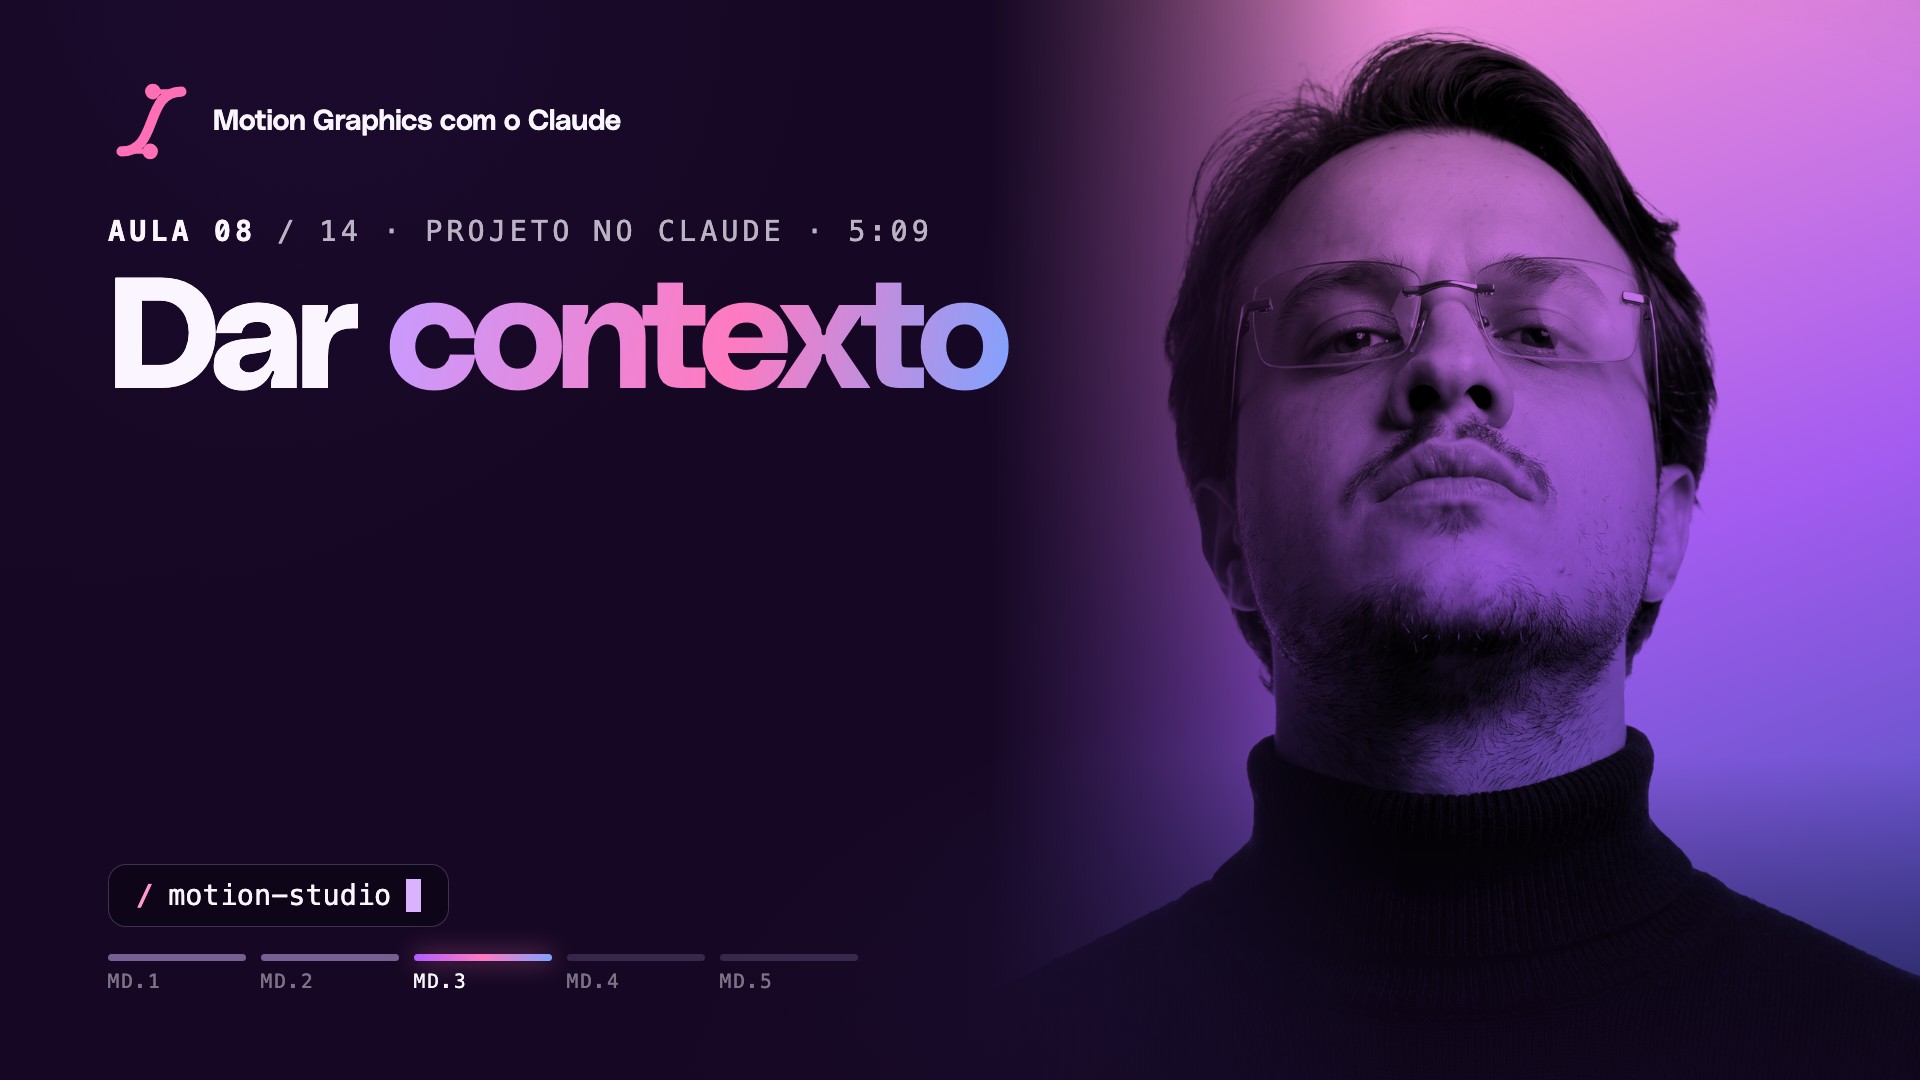 Motion Graphics com o Claude
AULA 08 / 14 · PROJETO NO CLAUDE · 5:09
Dar contexto
/ motion-studio
MD.1 MD.2 MD.3 MD.4 MD.5